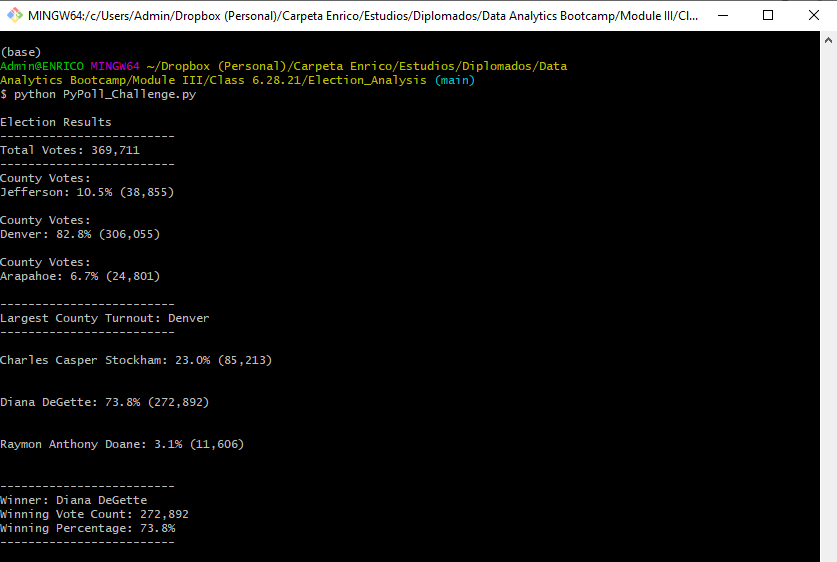 MINGW64:/c/Users/Admin/Dropbox (Personal)/Carpeta Enrico/Estudios/Diplomados/Data Analytics Bootcamp/Module III/Cl...
(base)
Admin@ENRICO MINGW64 ~/Dropbox (Personal)/Carpeta Enrico/Estudios/Diplomados/Data
Analytics Bootcamp/Module III/Class 6.28.21/Election_Analysis (main)
$ python PyPoll_Challenge.py
Election Results
-------------------------
Total Votes: 369,711
-------------------------
County Votes:
Jefferson: 10.5% (38,855)
County Votes:
Denver: 82.8% (306,055)
County Votes:
Arapahoe: 6.7% (24,801)
-------------------------
Largest County Turnout: Denver
-------------------------
Charles Casper Stockham: 23.0% (85,213)
Diana DeGette: 73.8% (272,892)
Raymon Anthony Doane: 3.1% (11,606)
-------------------------
Winner: Diana DeGette
Winning Vote Count: 272,892
Winning Percentage: 73.8%
-------------------------